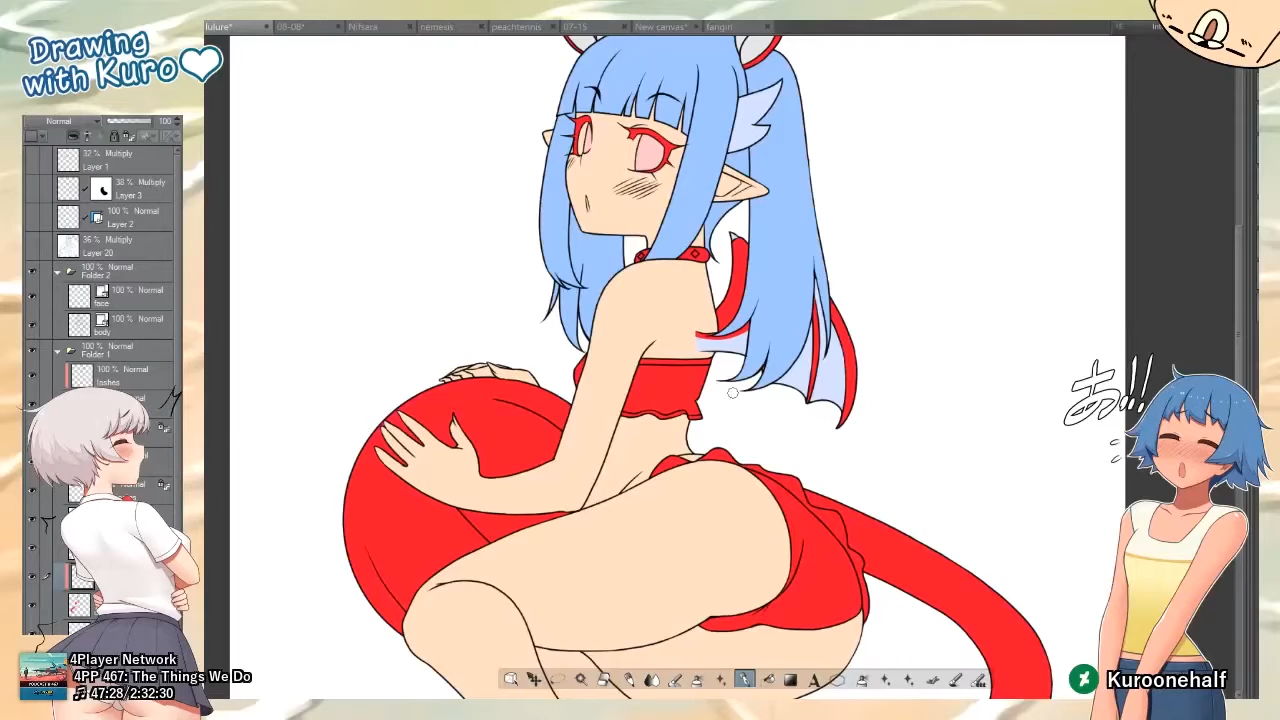 Drawing
with Kuro
lulure*
08-08*
Nifsara
nemesis
peachtennis
07-15
New canvas*
fangirl
Normal
100
32 % Multiply
Layer 1
38 % Multiply
Layer 3
100 % Normal
Layer 2
36 % Multiply
Layer 20
100 % Normal
Folder 2
100 % Normal
face
100 % Normal
body
100 % Normal
Folder 1
100 % Normal
lashes
あ!!
4Player Network
4PP 467: The Things We Do
♫ 47:28 / 2:32:30
Kuroonehalf